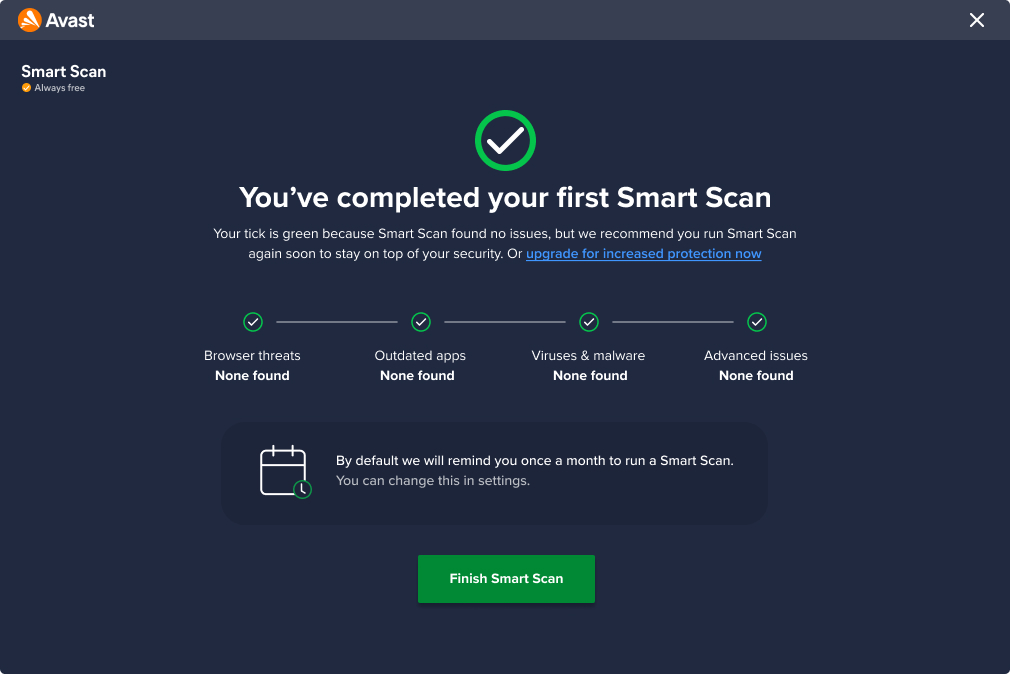 Avast
Smart Scan
Always free
You’ve completed your first Smart Scan
Your tick is green because Smart Scan found no issues, but we recommend you run Smart Scan
again soon to stay on top of your security. Or upgrade for increased protection now
Browser threats
None found
Outdated apps
None found
Viruses & malware
None found
Advanced issues
None found
By default we will remind you once a month to run a Smart Scan.
You can change this in settings.
Finish Smart Scan